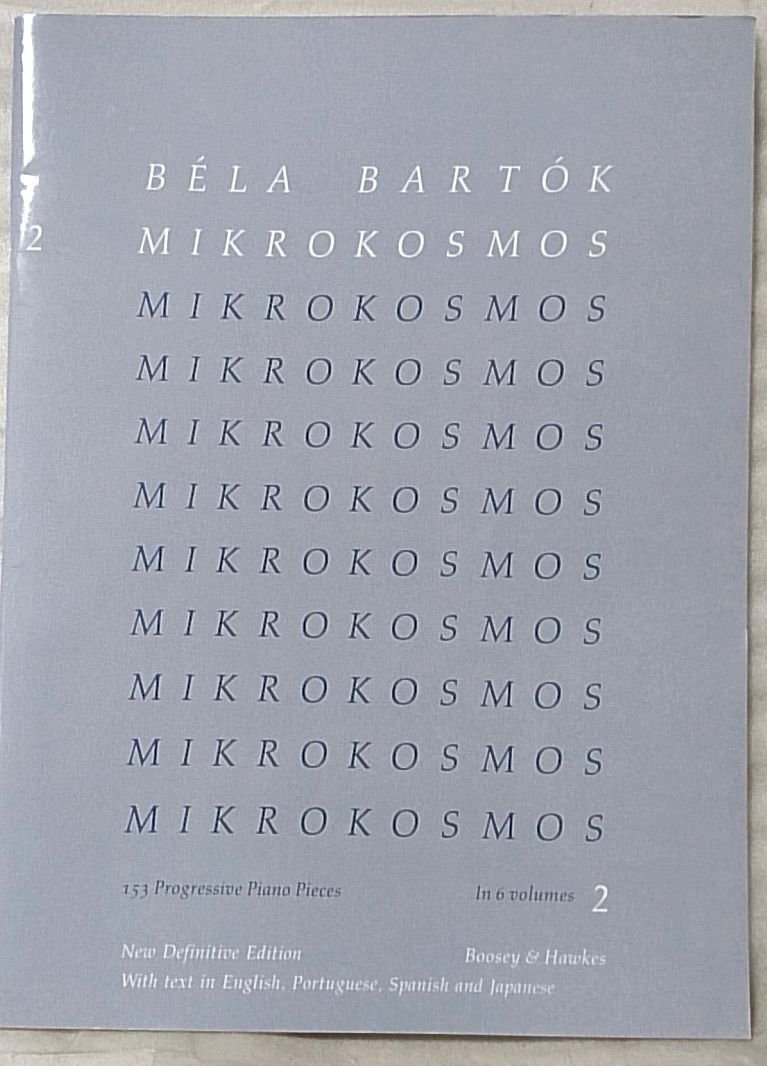 BÉLA BARTÓK
2 MIKROKOSMOS
MIKROKOSMOS
MIKROKOSMOS
MIKROKOSMOS
MIKROKOSMOS
MIKROKOSMOS
MIKROKOSMOS
MIKROKOSMOS
MIKROKOSMOS
MIKROKOSMOS
153 Progressive Piano Pieces In 6 volumes 2
New Definitive Edition Boosey & Hawkes
With text in English, Portuguese, Spanish and Japanese